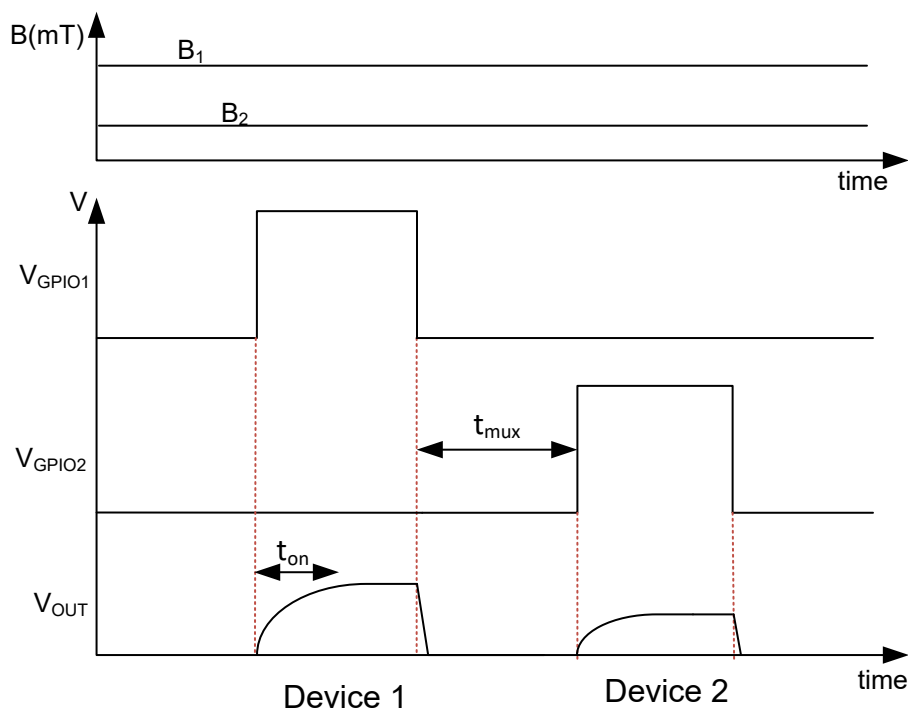 B(mT)
B1
B2
time
V
VGPIO1
tmux
VGPIO2
ton
VOUT
time
Device 1
Device 2